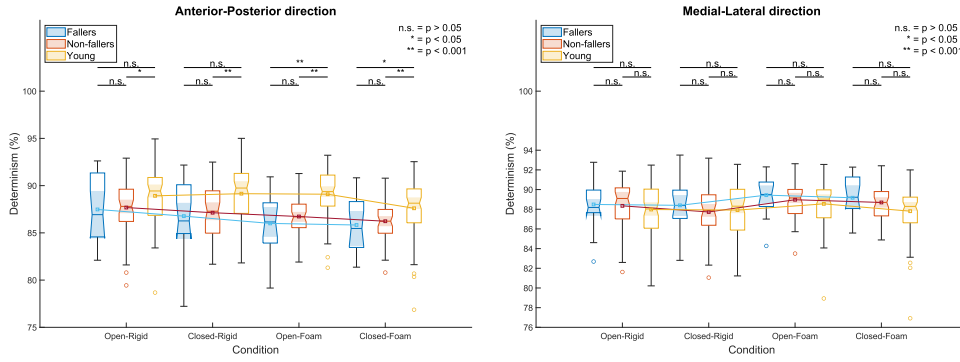 Anterior-Posterior direction
Fallers
Non-fallers
Young
n.s. = p > 0.05
* = p < 0.05
** = p < 0.001
n.s. n.s. ** *
* ** ** **
n.s. n.s. n.s. n.s.
100
95
90
85
80
75
Determinism (%)
Open-Rigid Closed-Rigid Open-Foam Closed-Foam
Condition
Medial-Lateral direction
Fallers
Non-fallers
Young
n.s. = p > 0.05
* = p < 0.05
** = p < 0.001
n.s. n.s. n.s. n.s.
n.s. n.s. n.s. n.s.
n.s. n.s. n.s. n.s.
100
94
92
90
88
86
84
82
80
78
76
Determinism (%)
Open-Rigid Closed-Rigid Open-Foam Closed-Foam
Condition